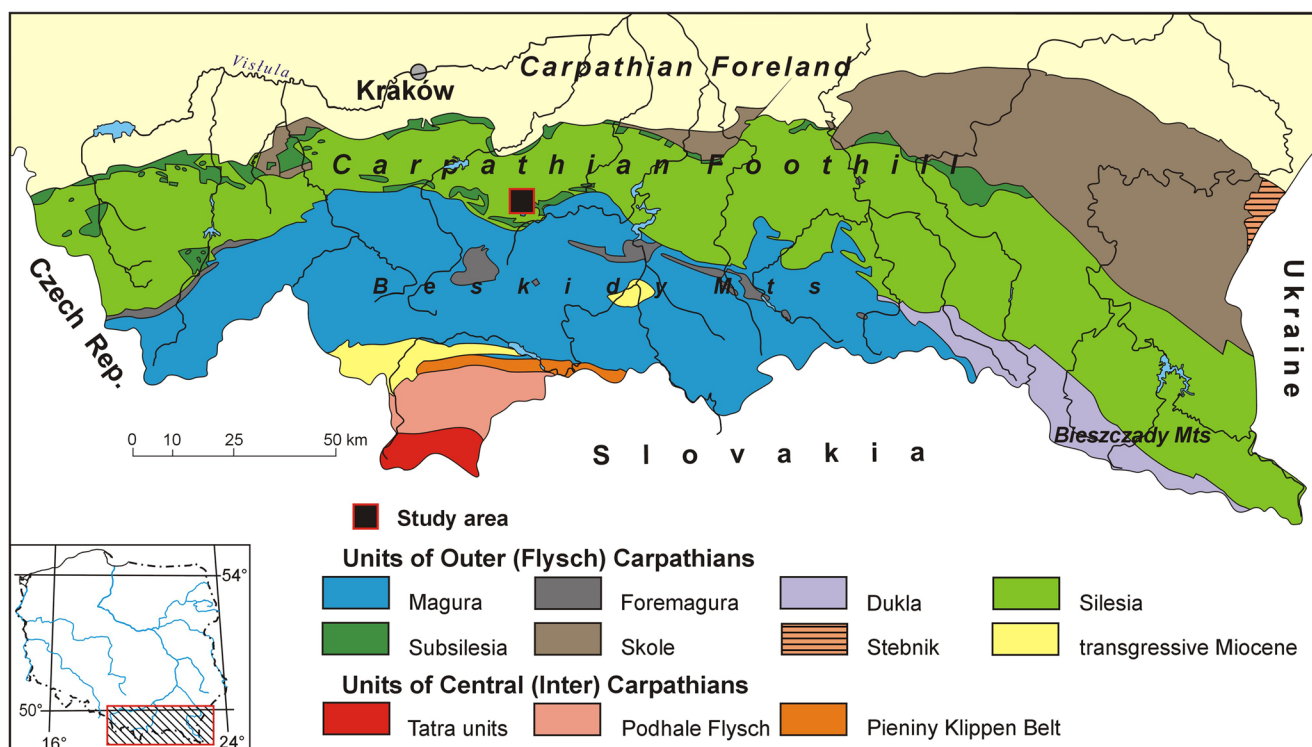 Visłula
Carpathian Foreland
Kraków
Carpathian Foothill
Beskidy Mts
Czech Rep.
Ukraine
0 10 25 50 km
Bieszczady Mts
Slovakia
Study area
Units of Outer (Flysch) Carpathians
Magura Foremagura Dukla Silesia
Subsilesia Skole Stebnik transgressive Miocene
Units of Central (Inter) Carpathians
Tatra units Podhale Flysch Pieniny Klippen Belt
54°
50°
16° 24°